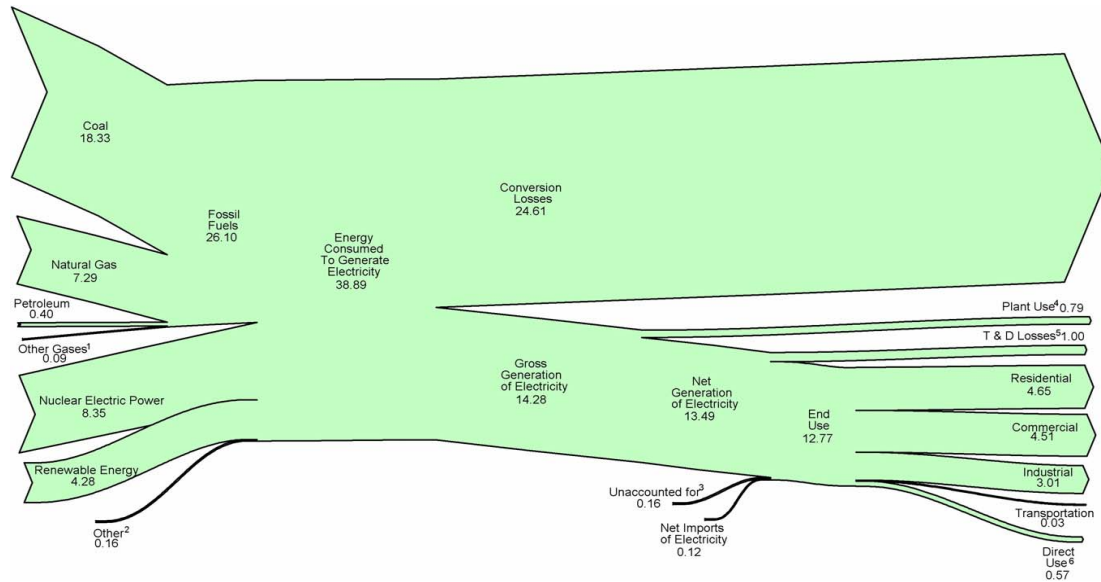 Coal
18.33
Fossil
Fuels
26.10
Natural Gas
7.29
Petroleum
0.40
Other Gases¹
0.09
Nuclear Electric Power
8.35
Renewable Energy
4.28
Other²
0.16
Energy
Consumed
To Generate
Electricity
38.89
Conversion
Losses
24.61
Gross
Generation
of Electricity
14.28
Net
Generation
of Electricity
13.49
Unaccounted for³
0.16
Net Imports
of Electricity
0.12
End
Use
12.77
Plant Use⁴ 0.79
T & D Losses⁵ 1.00
Residential
4.65
Commercial
4.51
Industrial
3.01
Transportation
0.03
Direct
Use⁶
0.57